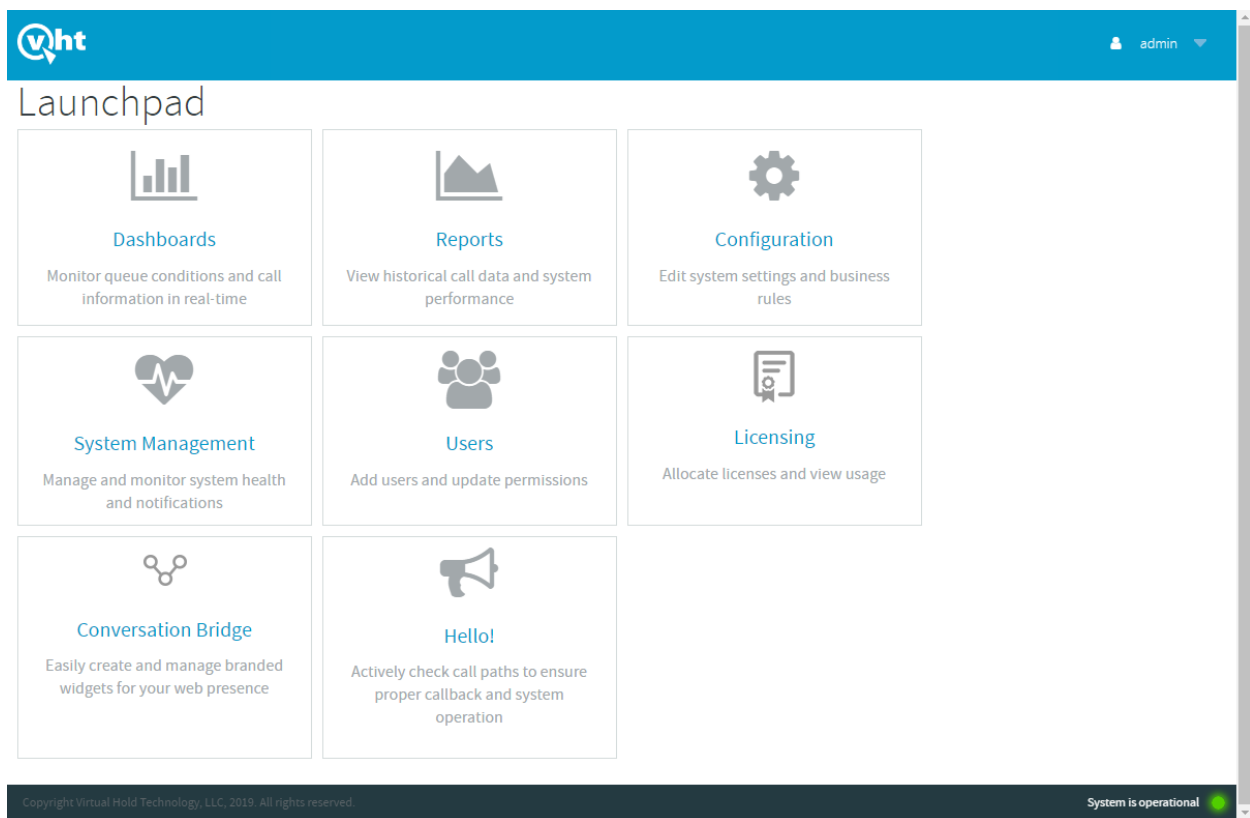 vht
admin
Launchpad
Dashboards
Monitor queue conditions and call
information in real-time
Reports
View historical call data and system
performance
Configuration
Edit system settings and business
rules
System Management
Manage and monitor system health
and notifications
Users
Add users and update permissions
Licensing
Allocate licenses and view usage
Conversation Bridge
Easily create and manage branded
widgets for your web presence
Hello!
Actively check call paths to ensure
proper callback and system
operation
Copyright Virtual Hold Technology, LLC, 2019. All rights reserved.
System is operational